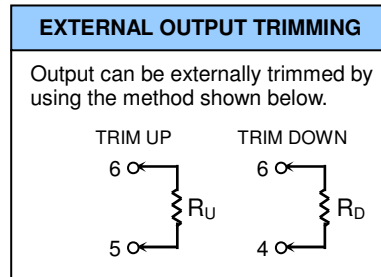 EXTERNAL OUTPUT TRIMMING
Output can be externally trimmed by
using the method shown below.
TRIM UP TRIM DOWN
6 6
RU RD
5 4